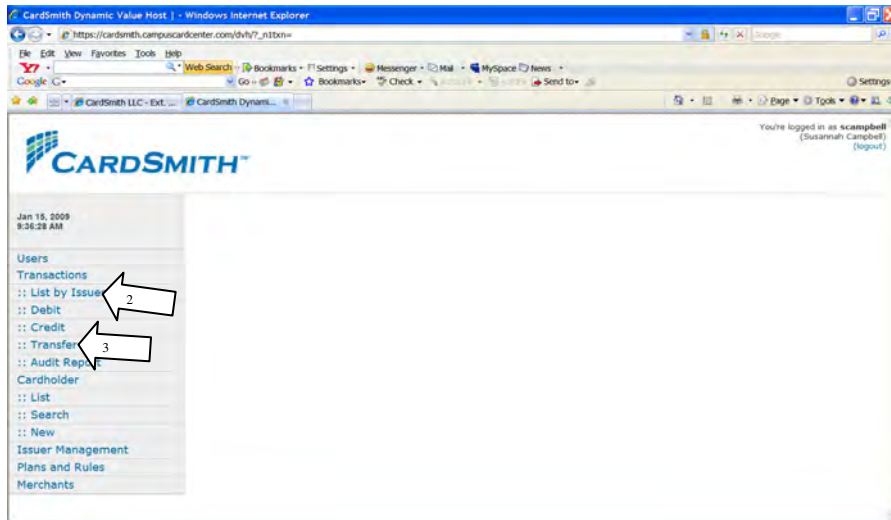 CardSmith Dynamic Value Host | - Windows Internet Explorer
https://cardsmith.campuscardcenter.com/dvh/?_n1txn=
File Edit View Favorites Tools Help
Y7 Web Search Bookmarks Settings Messenger Mail MySpace News
Google G Go Bookmarks Check Send to Settings
CardSmith LLC - Ext. ... CardSmith Dynami... Page Tools
You're logged in as scampbell
(Susannah Campbell)
(logout)
CARDSMITH™
Jan 15, 2009
9:36:28 AM
Users
Transactions
:: List by Issue
2
:: Debit
:: Credit
:: Transfer
3
:: Audit Report
Cardholder
:: List
:: Search
:: New
Issuer Management
Plans and Rules
Merchants